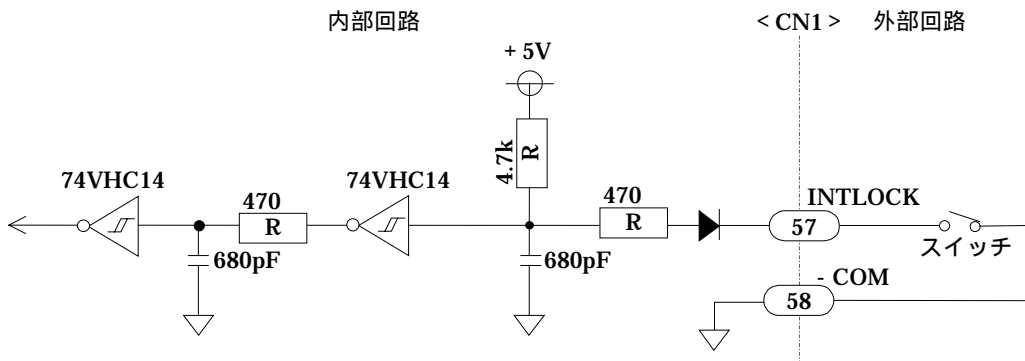 内部回路
< CN1 >
外部回路
+ 5V
4.7k
R
74VHC14
470
R
74VHC14
470
R
INTLOCK
57
スイッチ
680pF
680pF
- COM
58